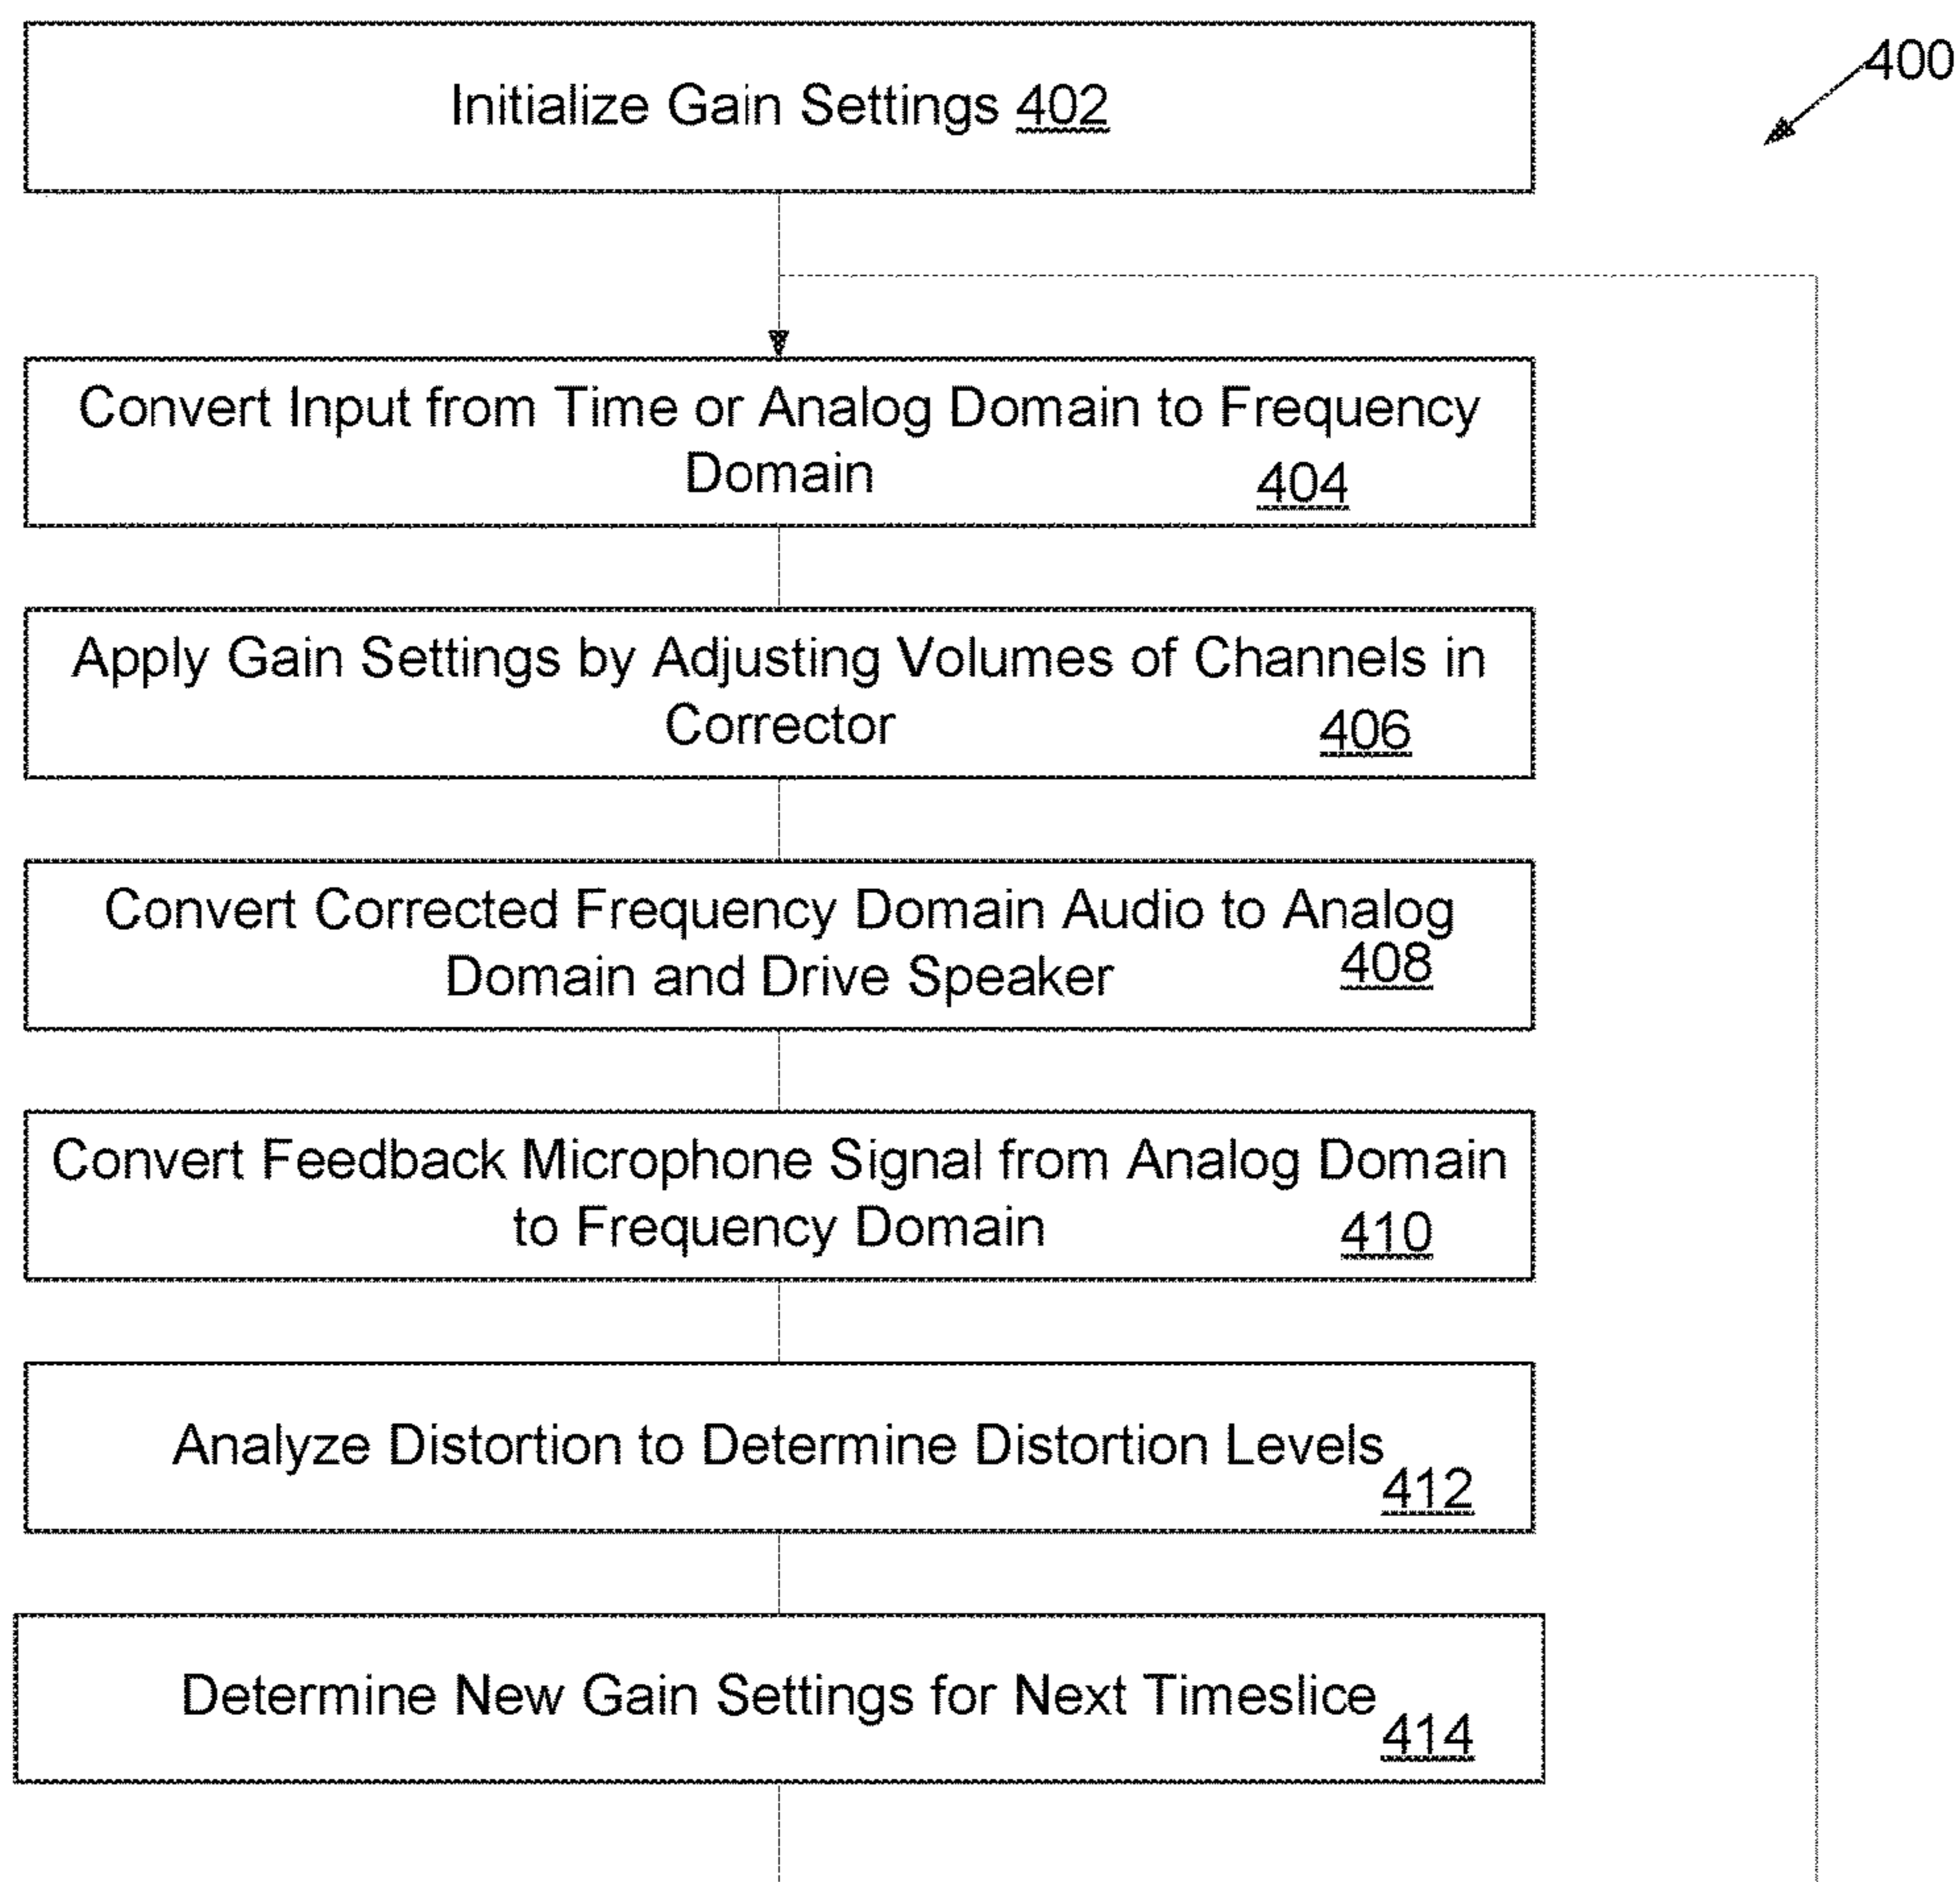 400
Initialize Gain Settings 402
Convert Input from Time or Analog Domain to Frequency
Domain 404
Apply Gain Settings by Adjusting Volumes of Channels in
Corrector 406
Convert Corrected Frequency Domain Audio to Analog
Domain and Drive Speaker 408
Convert Feedback Microphone Signal from Analog Domain
to Frequency Domain 410
Analyze Distortion to Determine Distortion Levels 412
Determine New Gain Settings for Next Timeslice 414